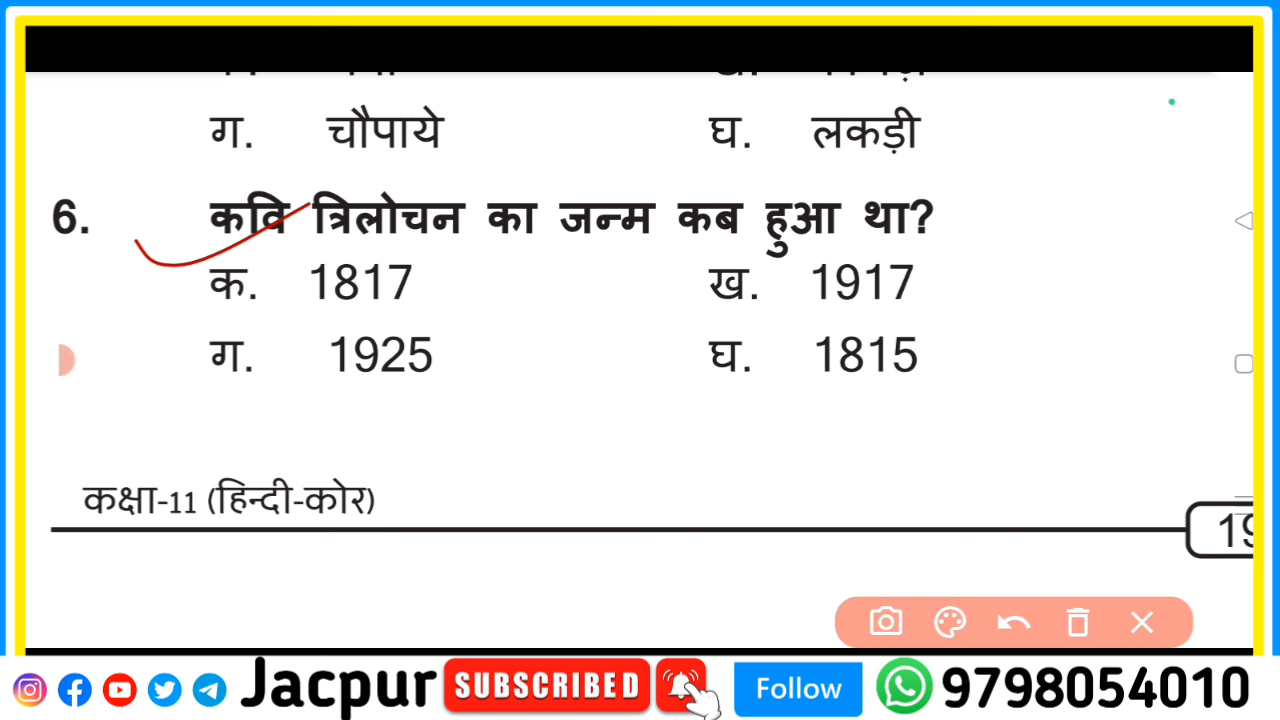 ग. चौपाये घ. लकड़ी
6. कवि त्रिलोचन का जन्म कब हुआ था?
क. 1817 ख. 1917
ग. 1925 घ. 1815
कक्षा-11 (हिन्दी-कोर)
Jacpur SUBSCRIBED Follow 9798054010